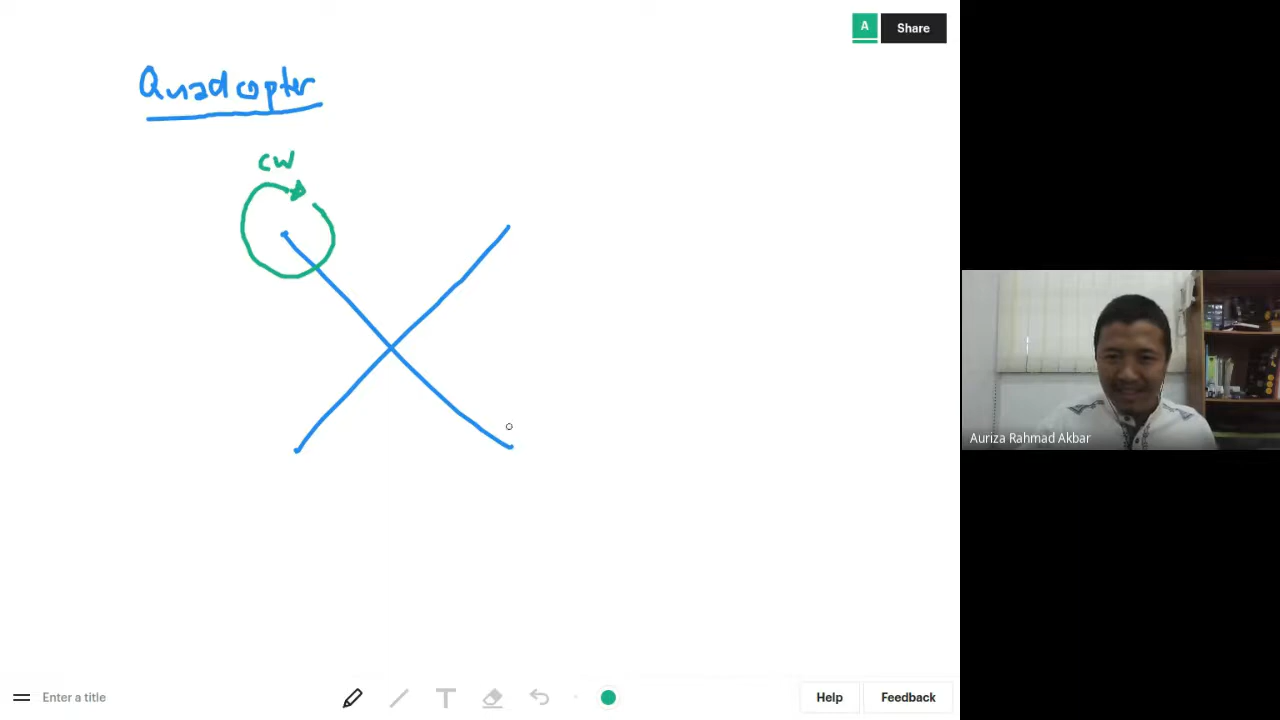 A
Share
Quadcopter
CW
Auriza Rahmad Akbar
Enter a title
T
Help
Feedback